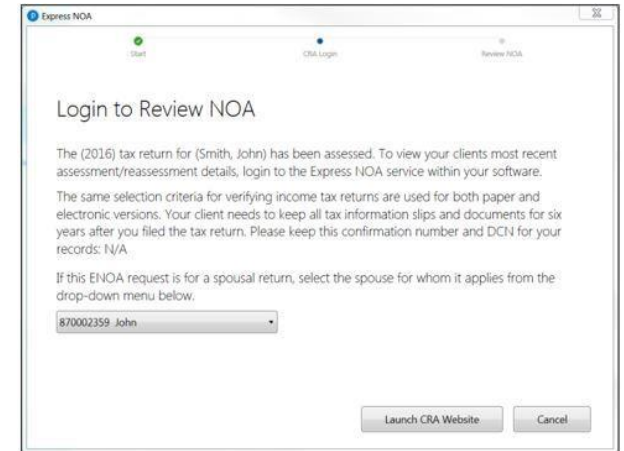 Express NOA
Start CRA Login Review NOA
Login to Review NOA
The (2016) tax return for (Smith, John) has been assessed. To view your clients most recent
assessment/reassessment details, login to the Express NOA service within your software.
The same selection criteria for verifying income tax returns are used for both paper and
electronic versions. Your client needs to keep all tax information slips and documents for six
years after you filed the tax return. Please keep this confirmation number and DCN for your
records: N/A
If this ENOA request is for a spousal return, select the spouse for whom it applies from the
drop-down menu below.
870002359 John
Launch CRA Website Cancel